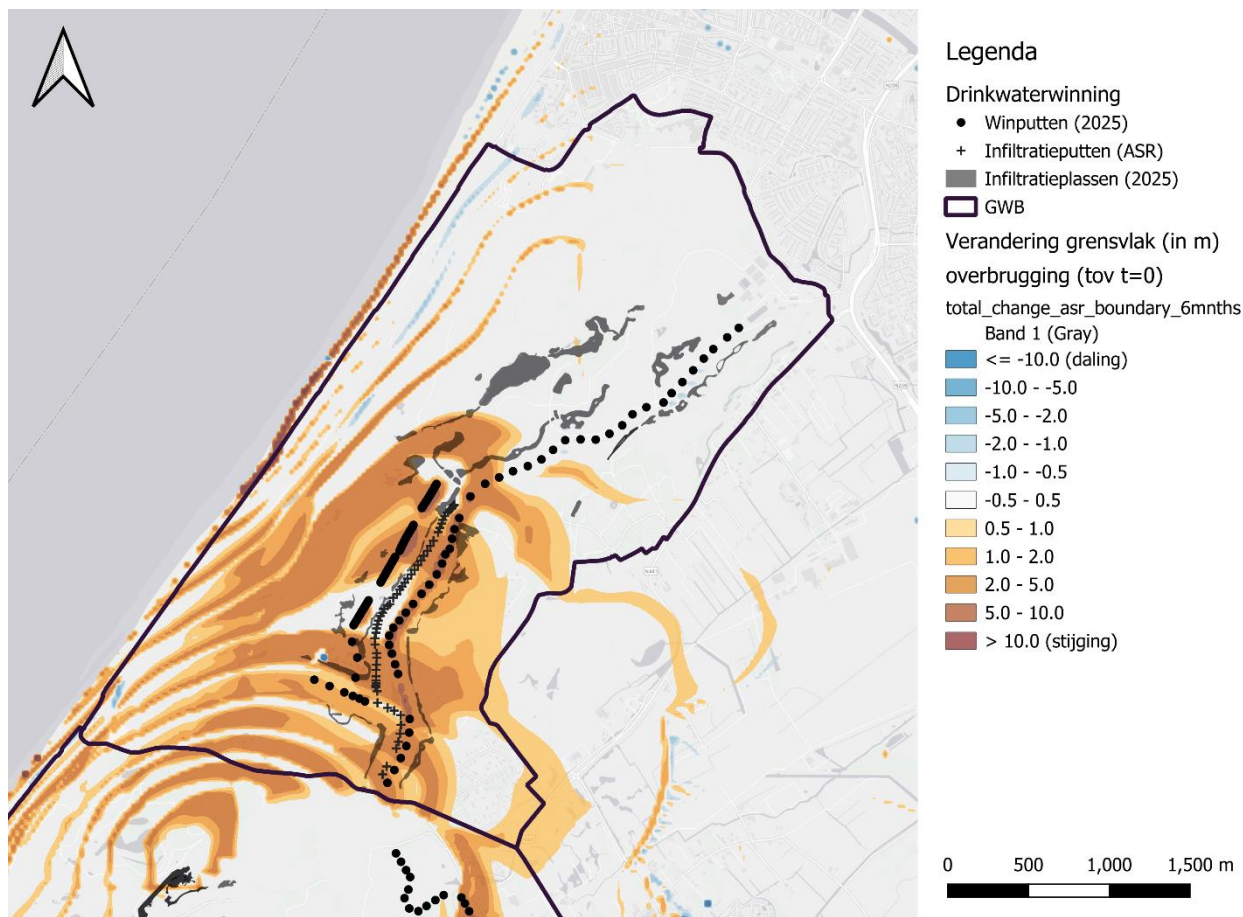 Legenda
Drinkwaterwinning
Winputten (2025)
Infiltratieputten (ASR)
Infiltratieplassen (2025)
GWB
Verandering grensvlak (in m)
overbrugging (tov t=0)
total_change_asr_boundary_6mnths
Band 1 (Gray)
<= -10.0 (daling)
-10.0 - -5.0
-5.0 - -2.0
-2.0 - -1.0
-1.0 - -0.5
-0.5 - 0.5
0.5 - 1.0
1.0 - 2.0
2.0 - 5.0
5.0 - 10.0
> 10.0 (stijging)
0 500 1,000 1,500 m
N441